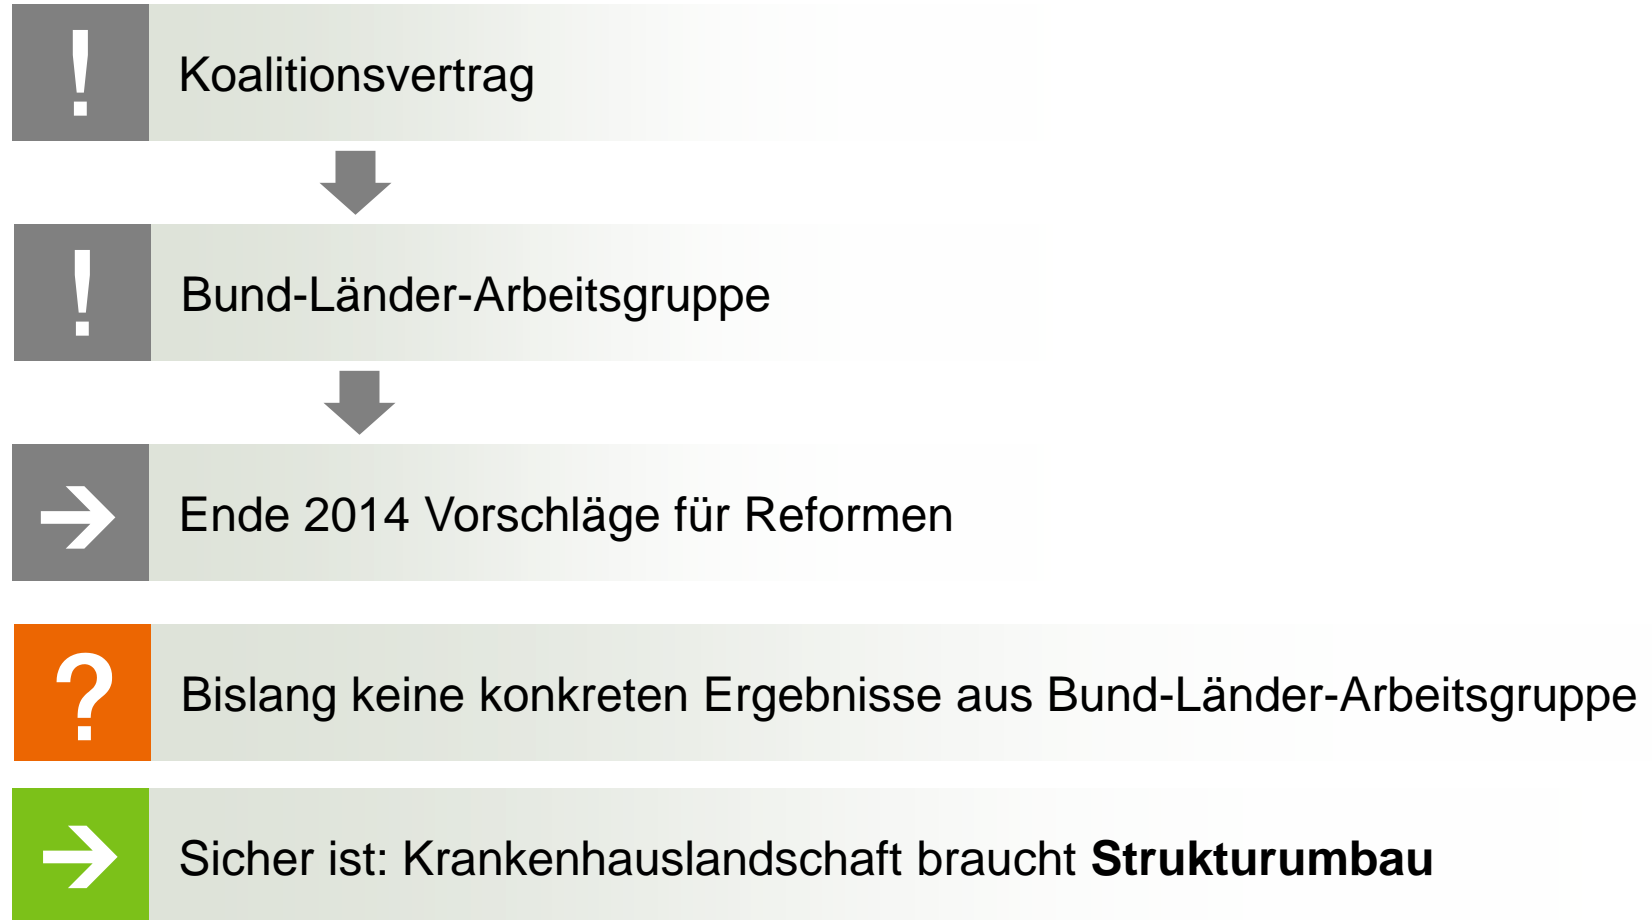 ! Koalitionsvertrag
! Bund-Länder-Arbeitsgruppe
→ Ende 2014 Vorschläge für Reformen
? Bislang keine konkreten Ergebnisse aus Bund-Länder-Arbeitsgruppe
→ Sicher ist: Krankenhauslandschaft braucht Strukturumbau